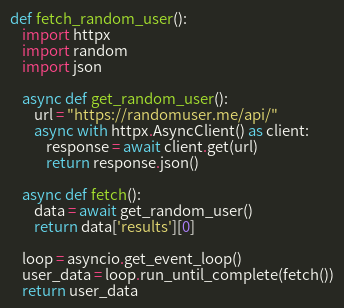 def fetch_random_user():
    import httpx
    import random
    import json

    async def get_random_user():
        url = "https://randomuser.me/api/"
        async with httpx.AsyncClient() as client:
            response = await client.get(url)
            return response.json()

    async def fetch():
        data = await get_random_user()
        return data['results'][0]

    loop = asyncio.get_event_loop()
    user_data = loop.run_until_complete(fetch())
    return user_data